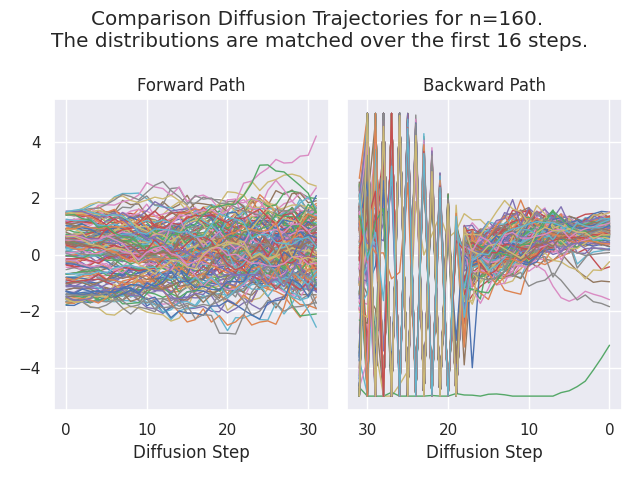 Comparison Diffusion Trajectories for n=160.
The distributions are matched over the first 16 steps.
Forward Path
Backward Path
4
2
0
−2
−4
0 10 20 30
30 20 10 0
Diffusion Step
Diffusion Step